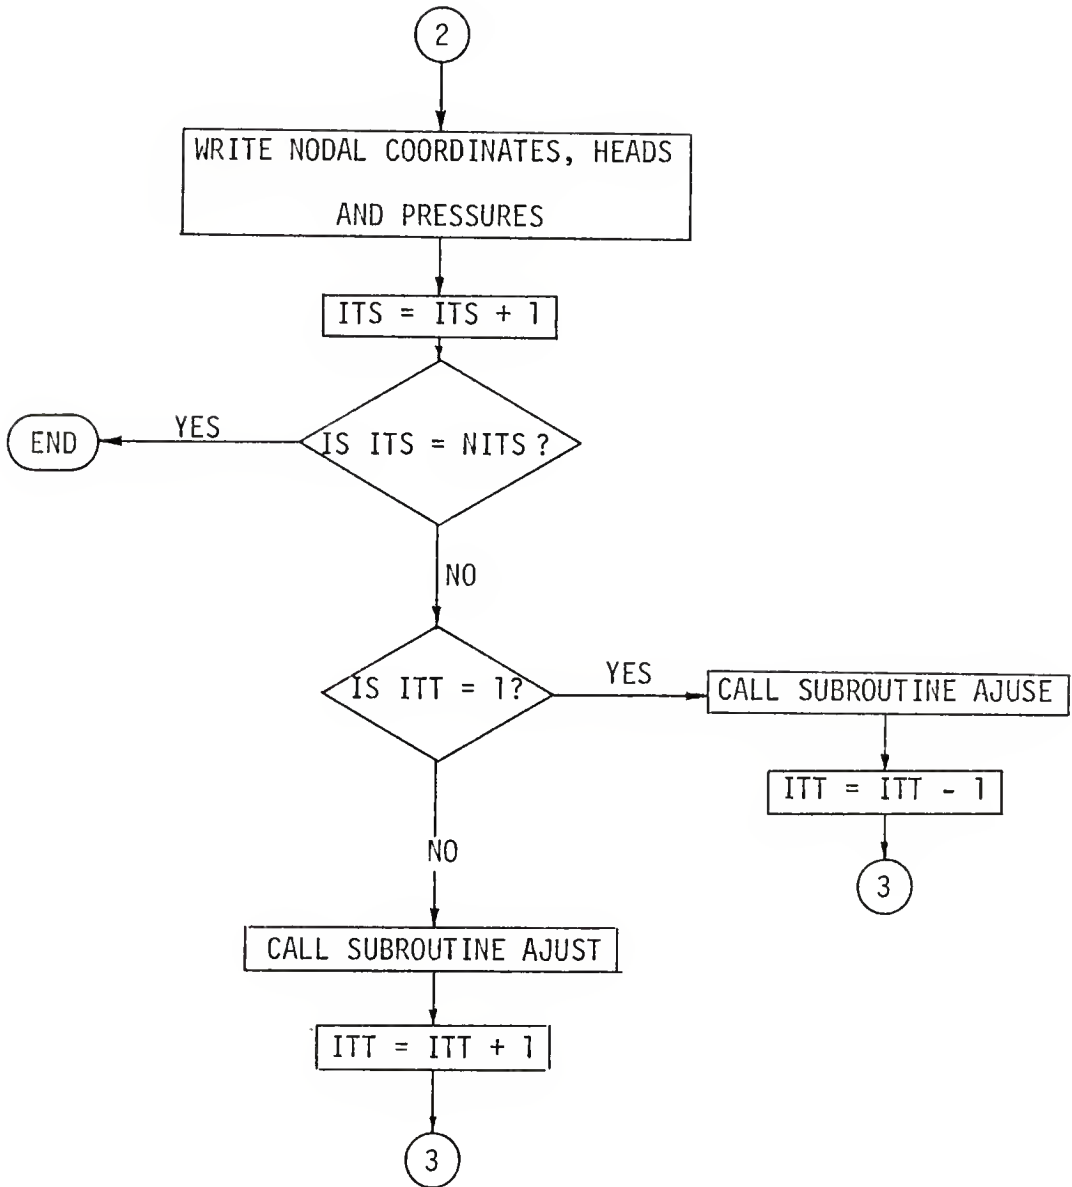 2
WRITE NODAL COORDINATES, HEADS
AND PRESSURES
ITS = ITS + 1
IS ITS = NITS?
YES
END
NO
IS ITT = 1?
YES
CALL SUBROUTINE AJUSE
ITT = ITT - 1
3
NO
CALL SUBROUTINE AJUST
ITT = ITT + 1
3